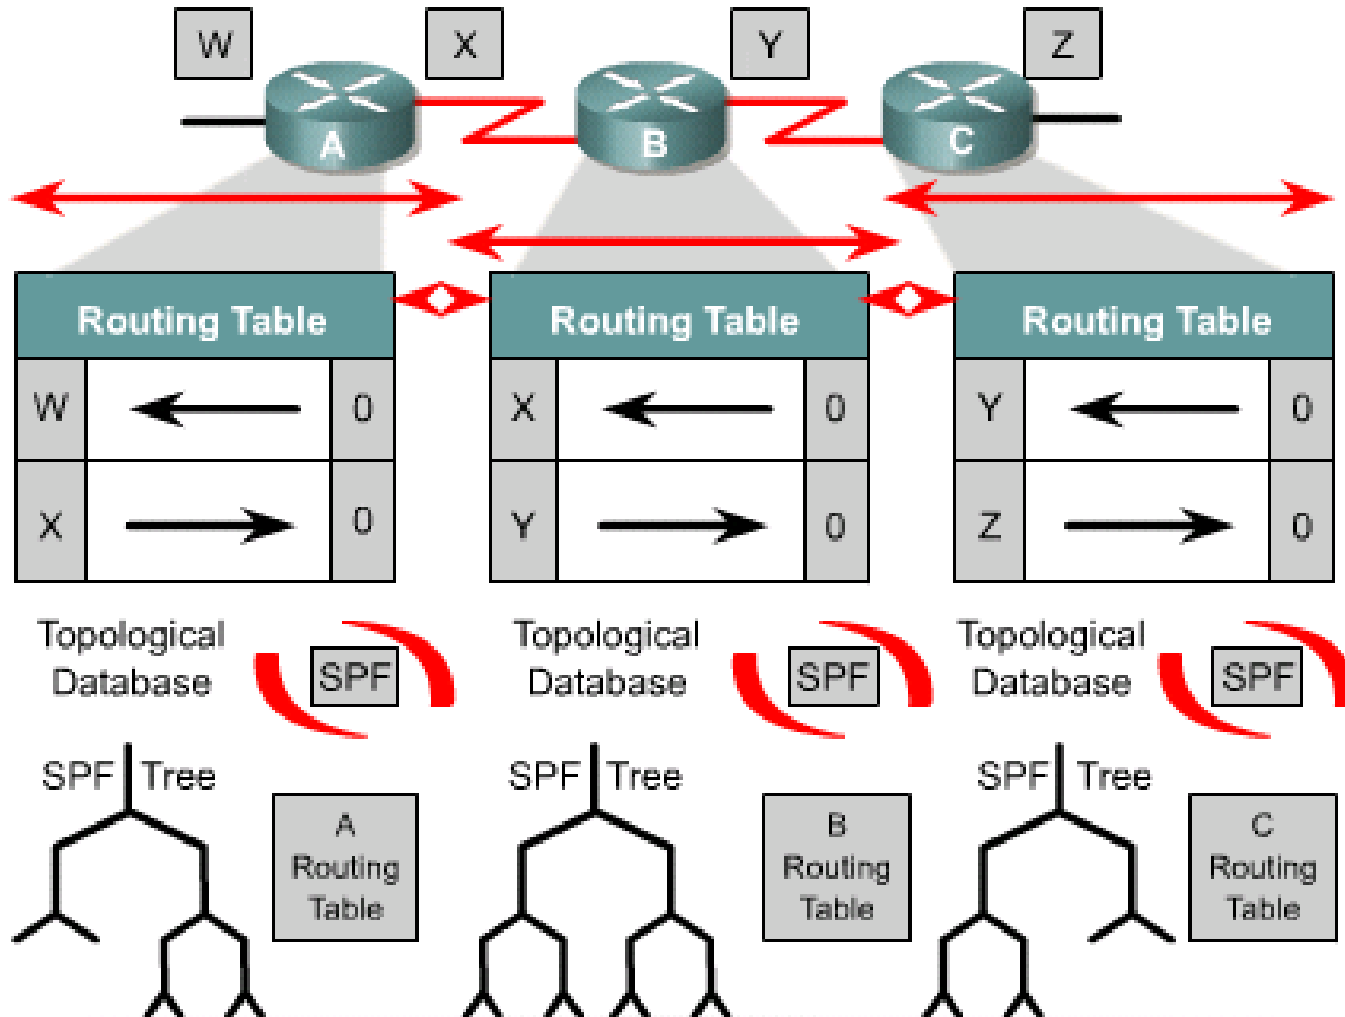 W
X
Y
Z
A
B
C
Routing Table
Routing Table
Routing Table
W 0
X 0
X 0
Y 0
Y 0
Z 0
Topological
Database
SPF
Topological
Database
SPF
Topological
Database
SPF
SPF Tree
A
Routing
Table
SPF Tree
B
Routing
Table
SPF Tree
C
Routing
Table